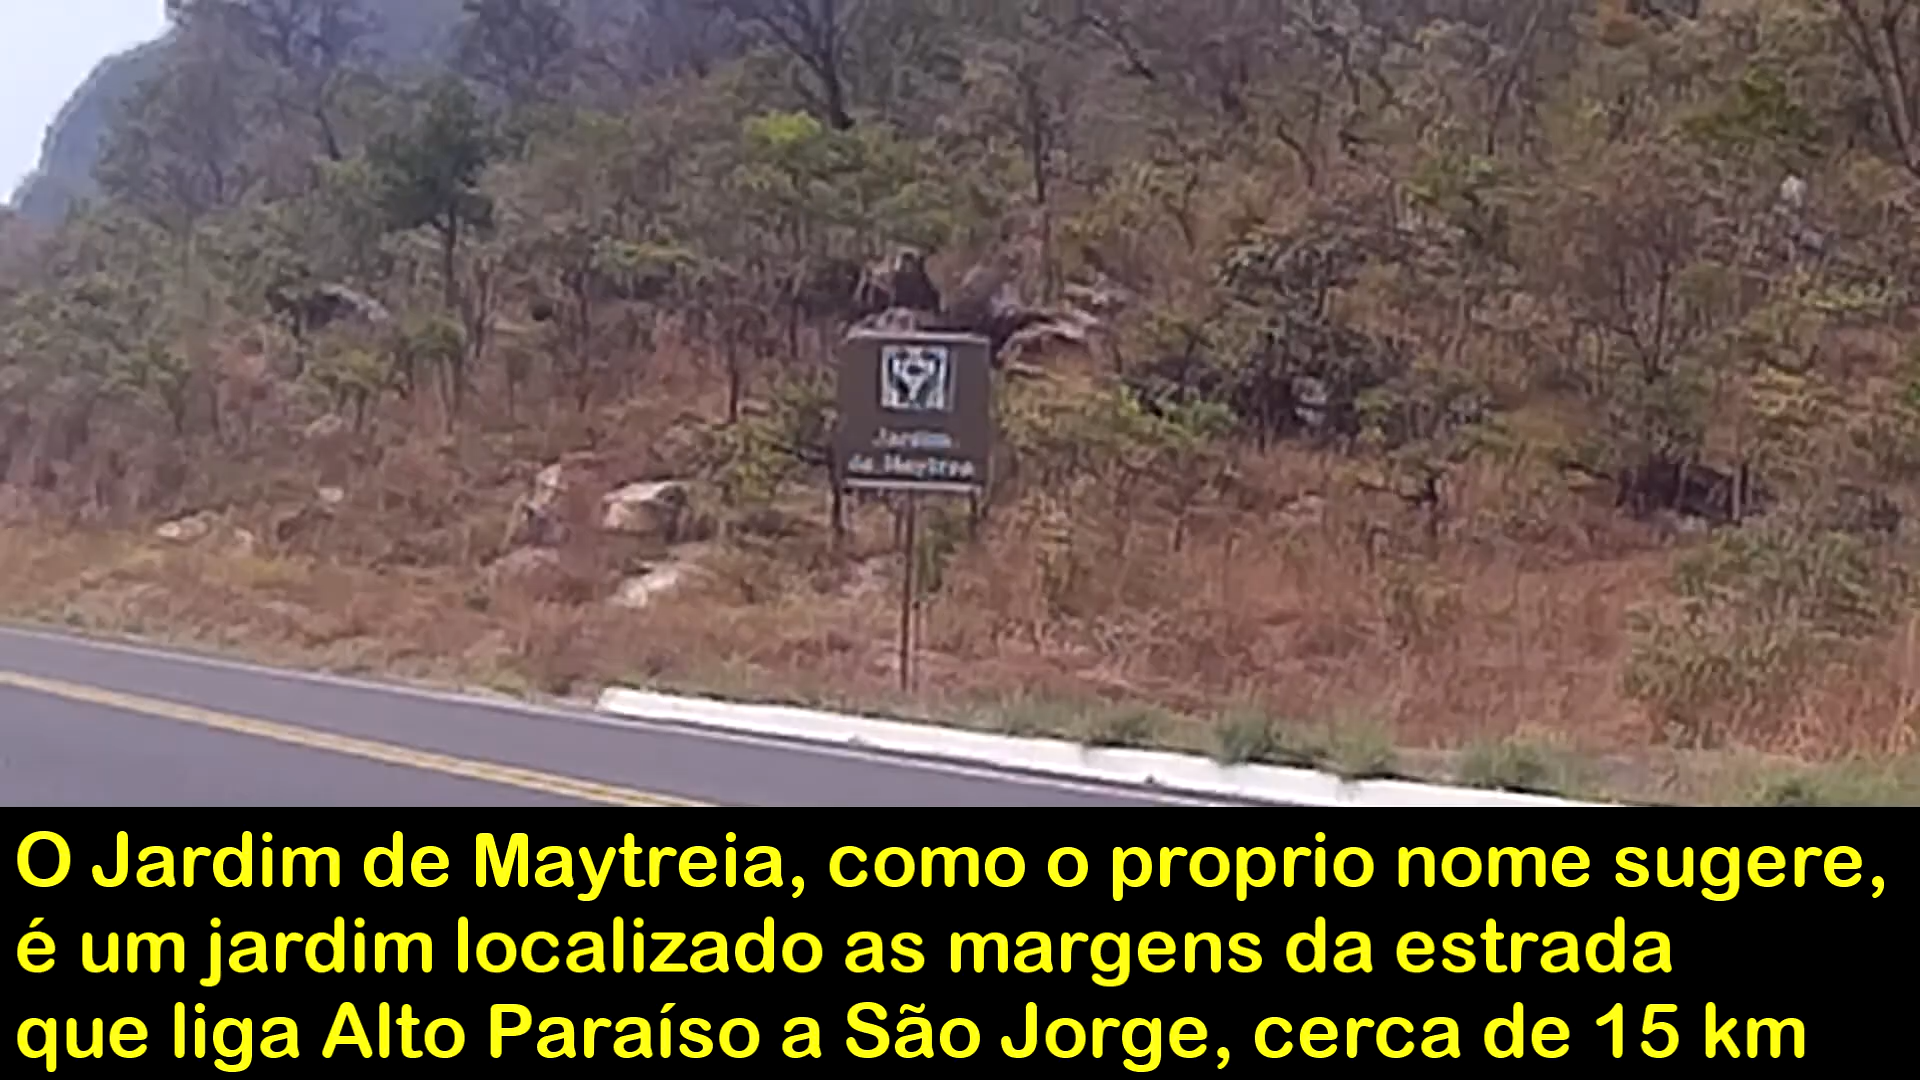 Jardim
de Maytrea
O Jardim de Maytreia, como o proprio nome sugere,
é um jardim localizado as margens da estrada
que liga Alto Paraíso a São Jorge, cerca de 15 km